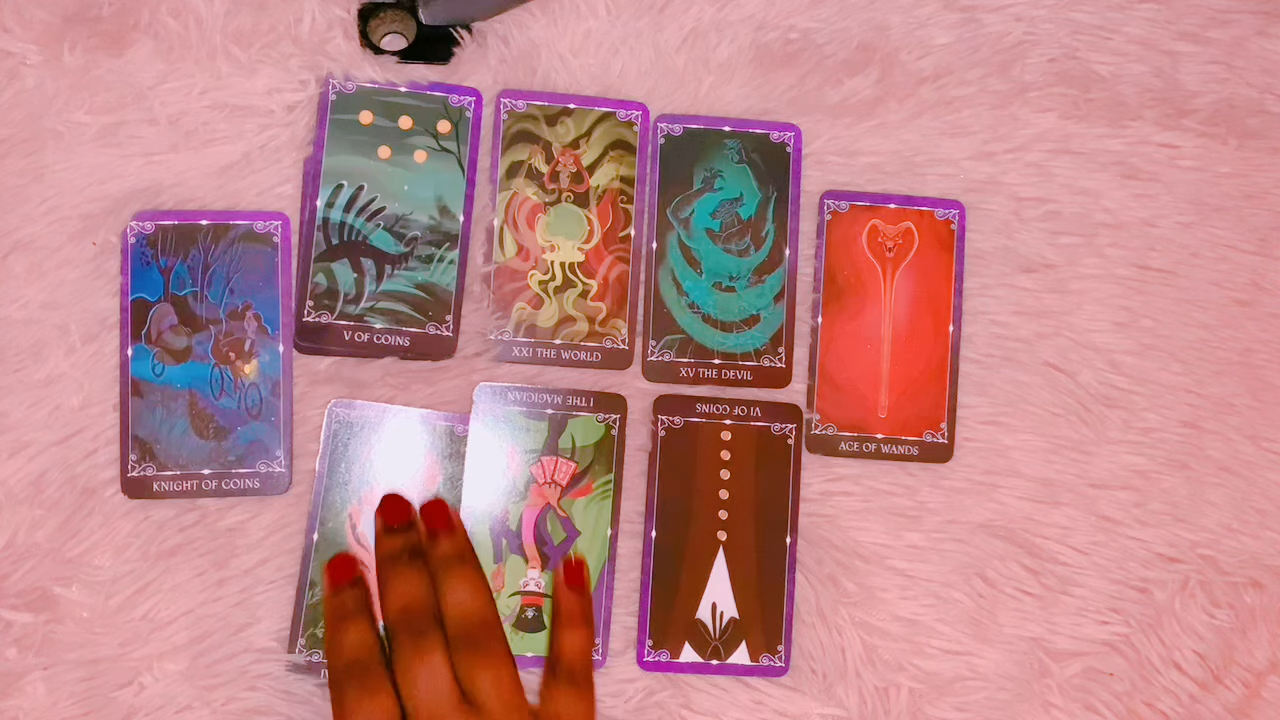 V OF COINS
XXI THE WORLD
XV THE DEVIL
KNIGHT OF COINS
ACE OF WANDS
I THE MAGICIAN
VI OF COINS